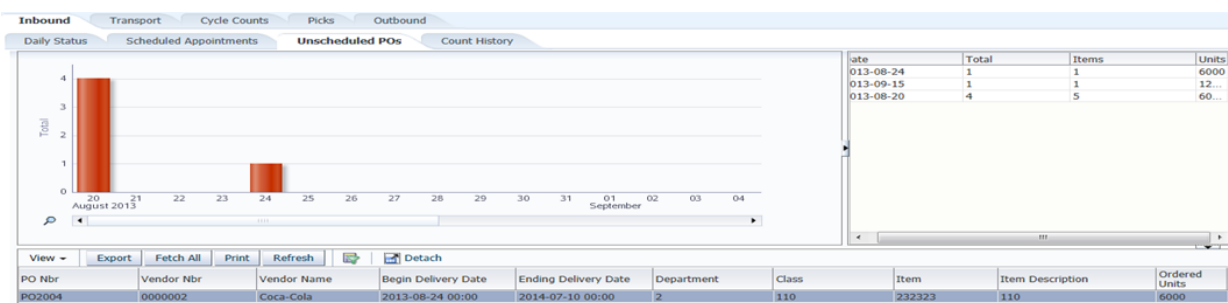 Inbound Transport Cycle Counts Picks Outbound
Daily Status Scheduled Appointments Unscheduled POs Count History
ate Total Items Units
013-08-24 1 1 6000
013-09-15 1 1 12...
013-08-20 4 5 60...
Total
4
3
2
1
0
20 21 22 23 24 25 26 27 28 29 30 31 01 02 03 04
August 2013 September
View Export Fetch All Print Refresh Detach
PO Nbr Vendor Nbr Vendor Name Begin Delivery Date Ending Delivery Date Department Class Item Item Description Ordered Units
PO2004 0000002 Coca-Cola 2013-08-24 00:00 2014-07-10 00:00 2 110 232323 110 6000